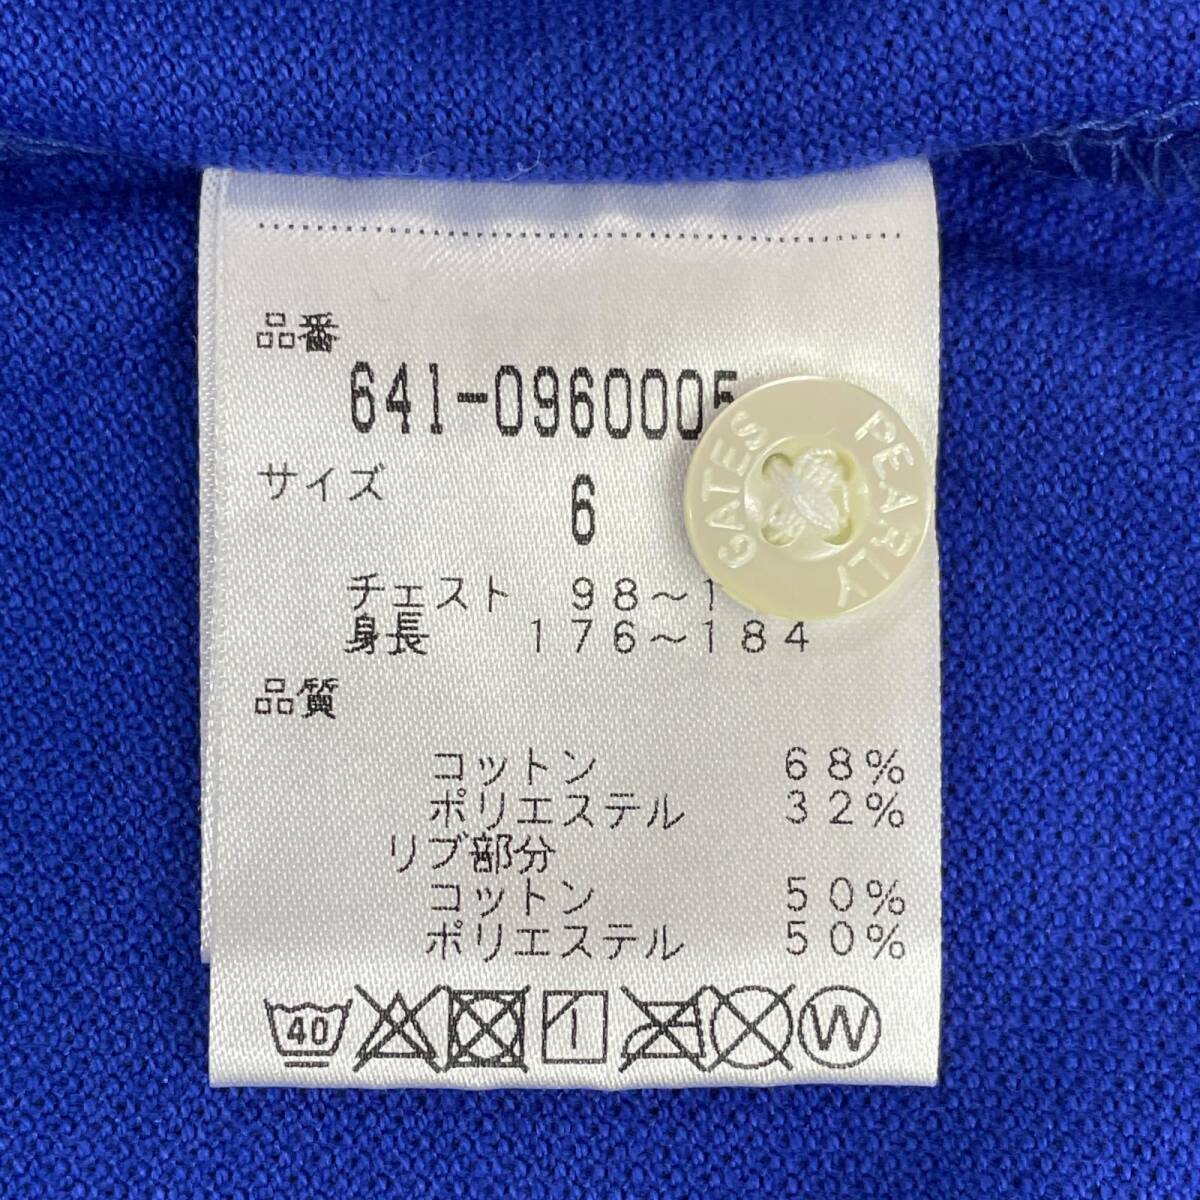 品番
641-0960005
サイズ 6
チェスト 98～1
身長 176～184
品質
コットン 68%
ポリエステル 32%
リブ部分
コットン 50%
ポリエステル 50%
40
W
PEARLY GATES